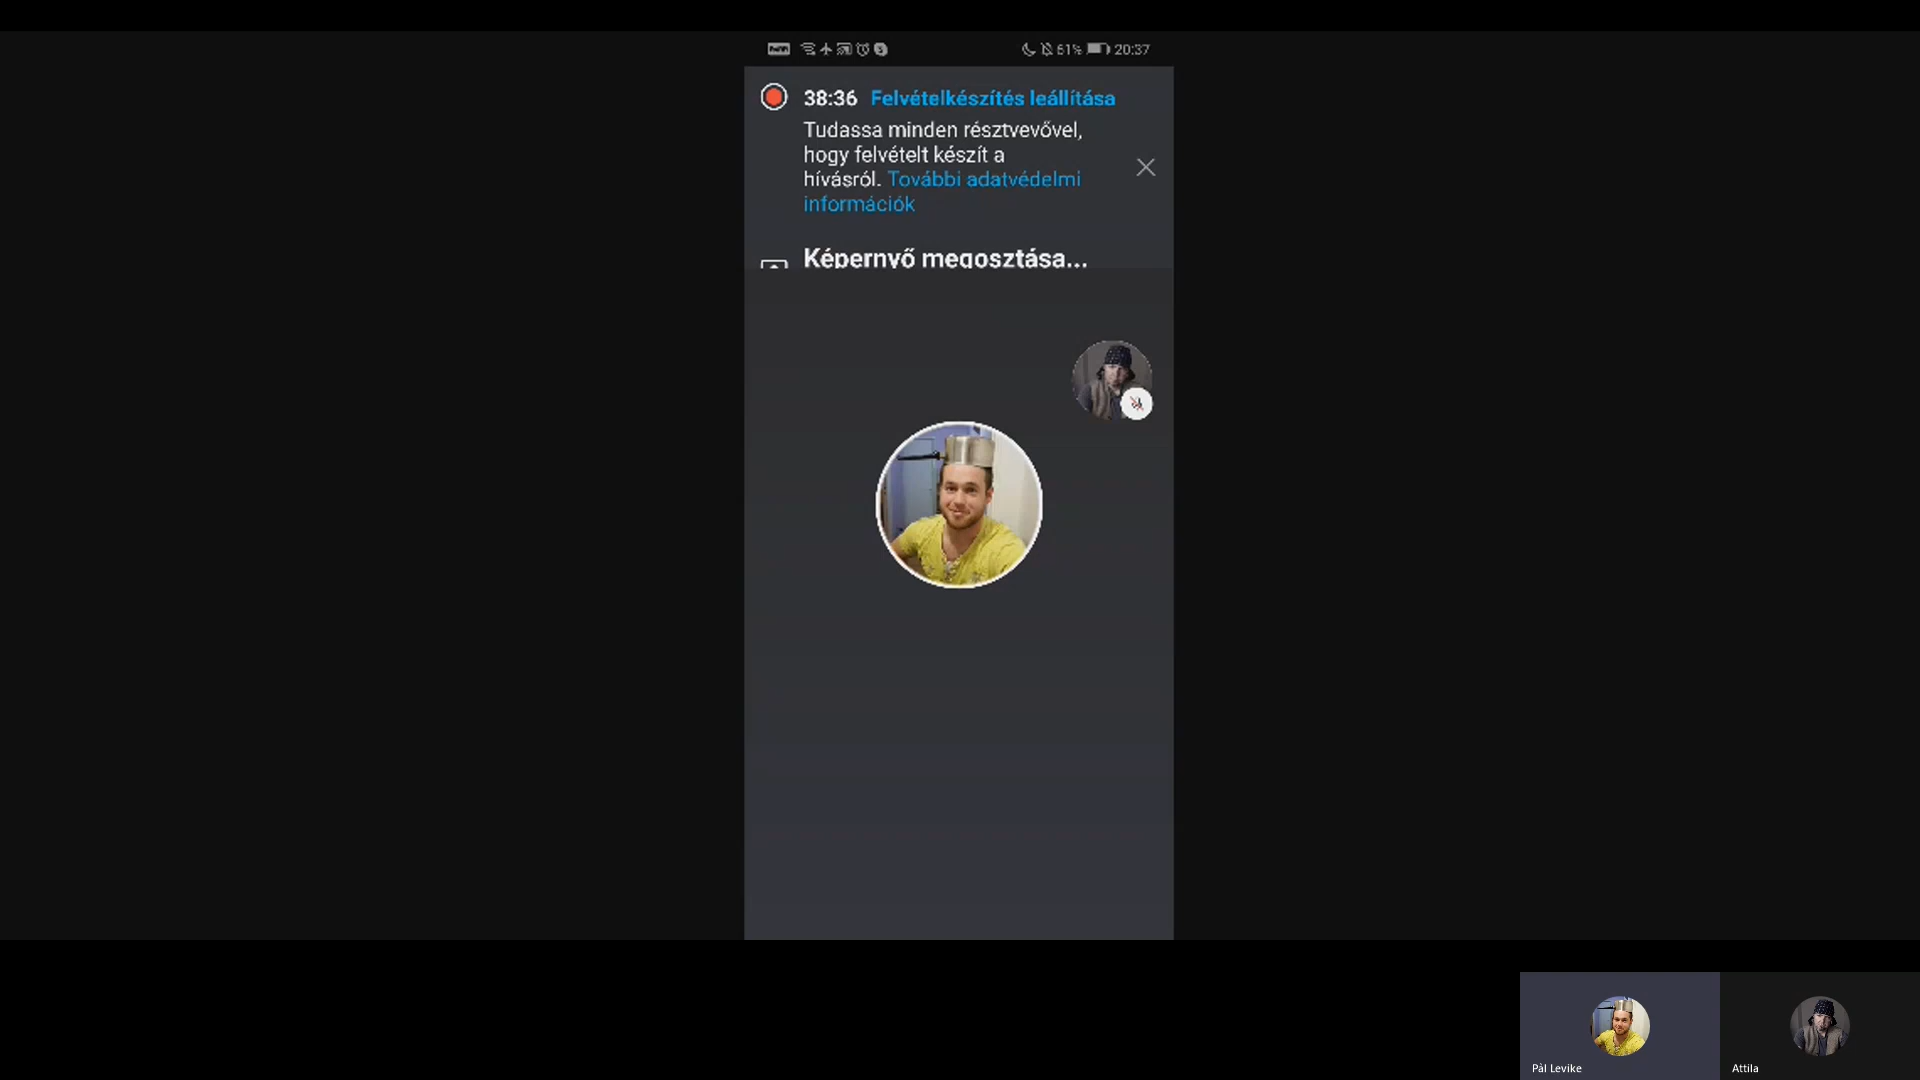 61% 20:37
38:36 Felvételkészítés leállítása
Tudassa minden résztvevővel,
hogy felvételt készít a
hívásról. További adatvédelmi
információk
Képernyő megosztása...
Pàl Levike
Attila